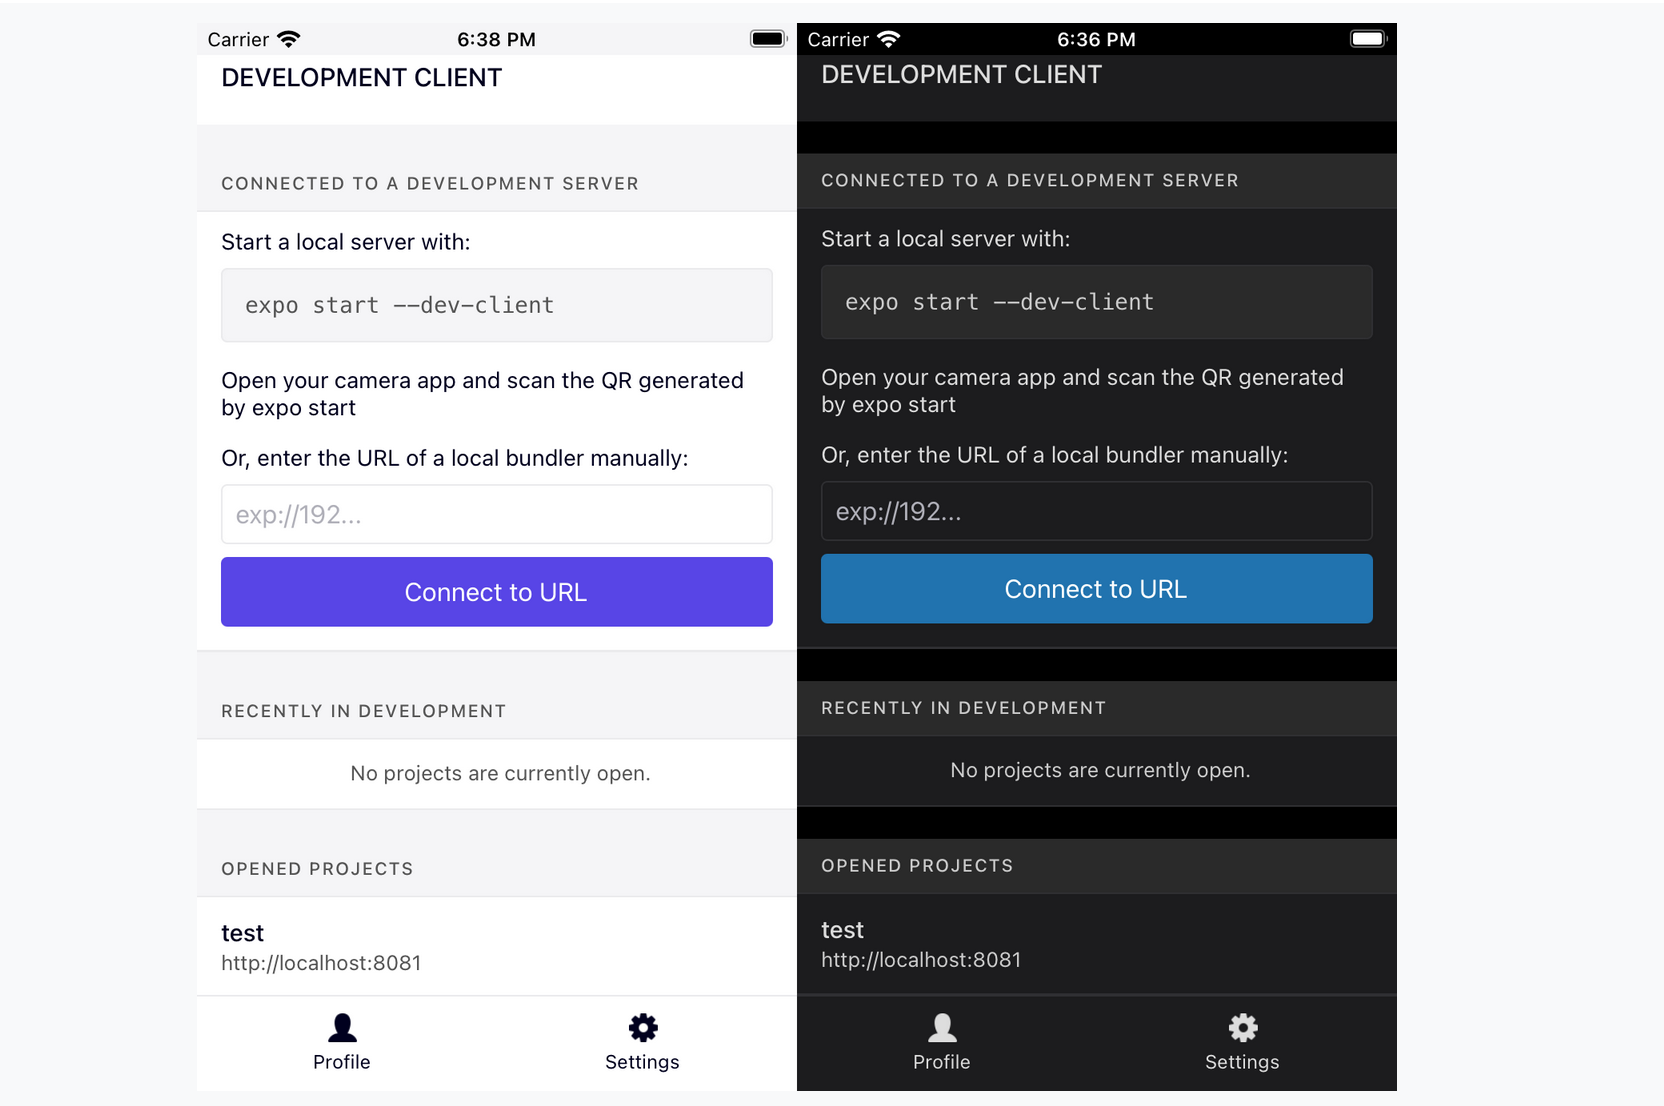 Carrier 6:38 PM
DEVELOPMENT CLIENT
CONNECTED TO A DEVELOPMENT SERVER
Start a local server with:
expo start --dev-client
Open your camera app and scan the QR generated
by expo start
Or, enter the URL of a local bundler manually:
exp://192...
Connect to URL
RECENTLY IN DEVELOPMENT
No projects are currently open.
OPENED PROJECTS
test
http://localhost:8081
Profile Settings
Carrier 6:36 PM
DEVELOPMENT CLIENT
CONNECTED TO A DEVELOPMENT SERVER
Start a local server with:
expo start --dev-client
Open your camera app and scan the QR generated
by expo start
Or, enter the URL of a local bundler manually:
exp://192...
Connect to URL
RECENTLY IN DEVELOPMENT
No projects are currently open.
OPENED PROJECTS
test
http://localhost:8081
Profile Settings